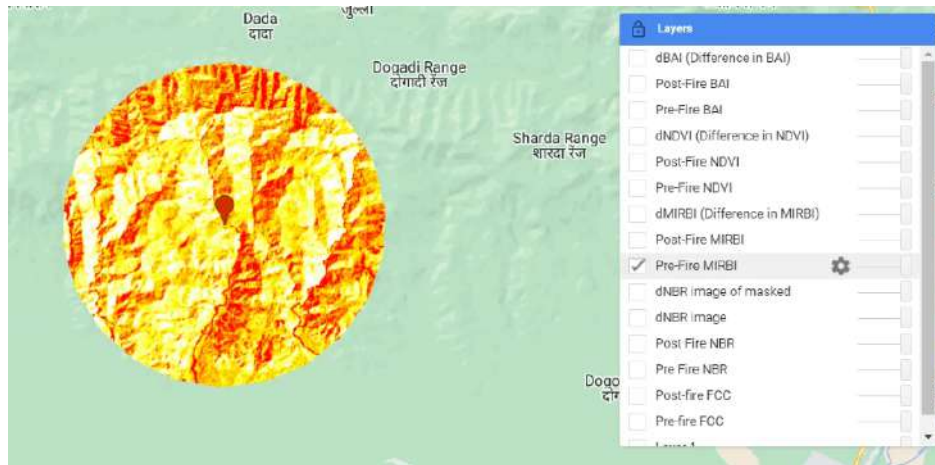 जुल्ला
Dada
दादा
Dogadi Range
दोगादी रेंज
Sharda Range
शारदा रेंज
Layers
dBAI (Difference in BAI)
Post-Fire BAI
Pre-Fire BAI
dNDVI (Difference in NDVI)
Post-Fire NDVI
Pre-Fire NDVI
dMIRBI (Difference in MIRBI)
Post-Fire MIRBI
Pre-Fire MIRBI
dNBR image of masked
dNBR image
Post Fire NBR
Pre Fire NBR
Post-fire FCC
Pre-fire FCC